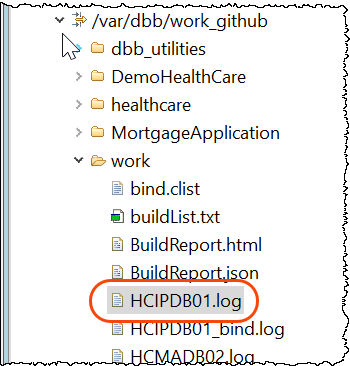 /var/dbb/work_github
dbb_utilities
DemoHealthCare
healthcare
MortgageApplication
work
bind.clist
buildList.txt
BuildReport.html
BuildReport.json
HCIPDB01.log
HCIPDB01_bind.log
HCMADB02.log